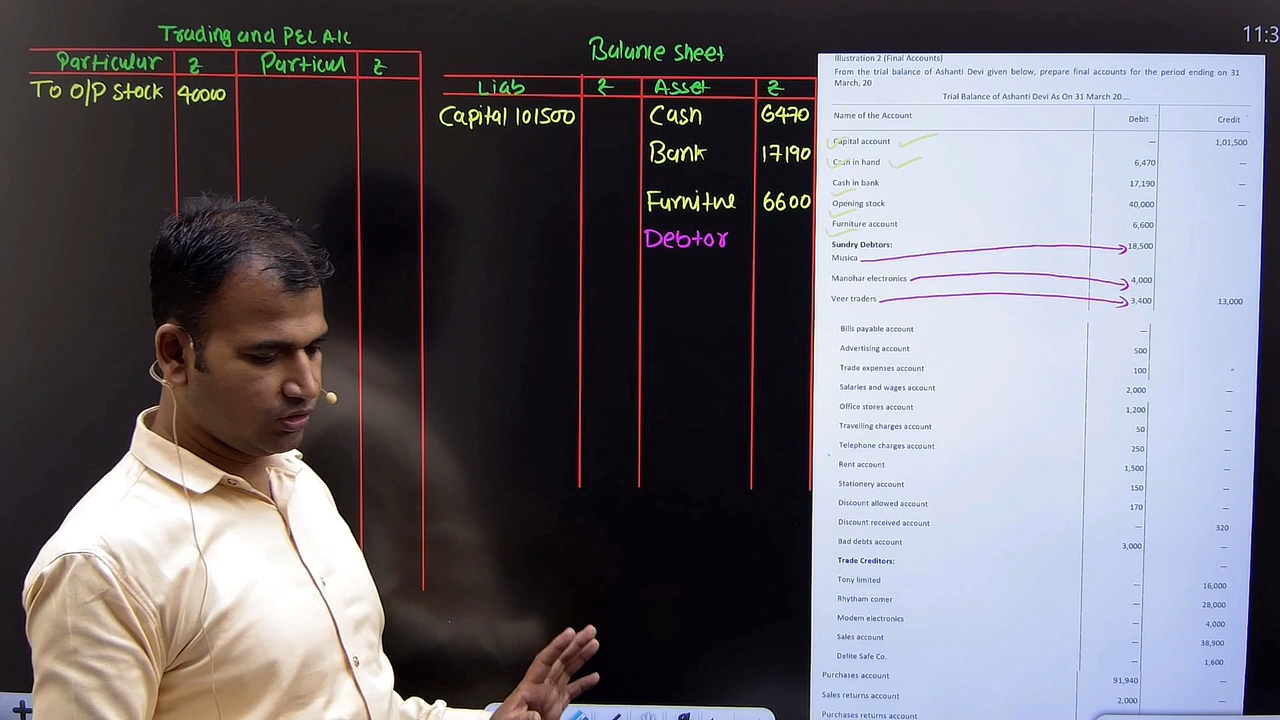 Trading and P&L A/c
Particular ₹ Particul ₹
To O/P Stock 40000
Balance sheet
Liab ₹ Asset ₹
Capital 101500 Cash 6470
Bank 17190
Furnitue 6600
Debtor
11:3
Illustration 2 (Final Accounts)
From the trial balance of Ashanti Devi given below, prepare final accounts for the period ending on 31
March, 20
Trial Balance of Ashanti Devi As On 31 March 20....
Name of the Account Debit Credit
Capital account — 1,01,500
Cash in hand 6,470 —
Cash in bank 17,190 —
Opening stock 40,000 —
Furniture account 6,600
Sundry Debtors: 18,500
Musica
Manohar electronics 4,000
Veer traders 3,400 13,000
Bills payable account —
Advertising account 500
Trade expenses account 100 -
Salaries and wages account 2,000 —
Office stores account 1,200 —
Travelling charges account 50 —
Telephone charges account 250 —
Rent account 1,500 —
Stationery account 150 —
Discount allowed account 170 —
Discount received account — 320
Bad debts account 3,000 —
Trade Creditors: —
Tony limited 16,000
Rhytham corner — 28,000
Modern electronics — 4,000
Sales account — 38,900
Delite Safe Co. — 1,600
Purchases account 91,940 —
Sales returns account 2,000 —
Purchases returns account